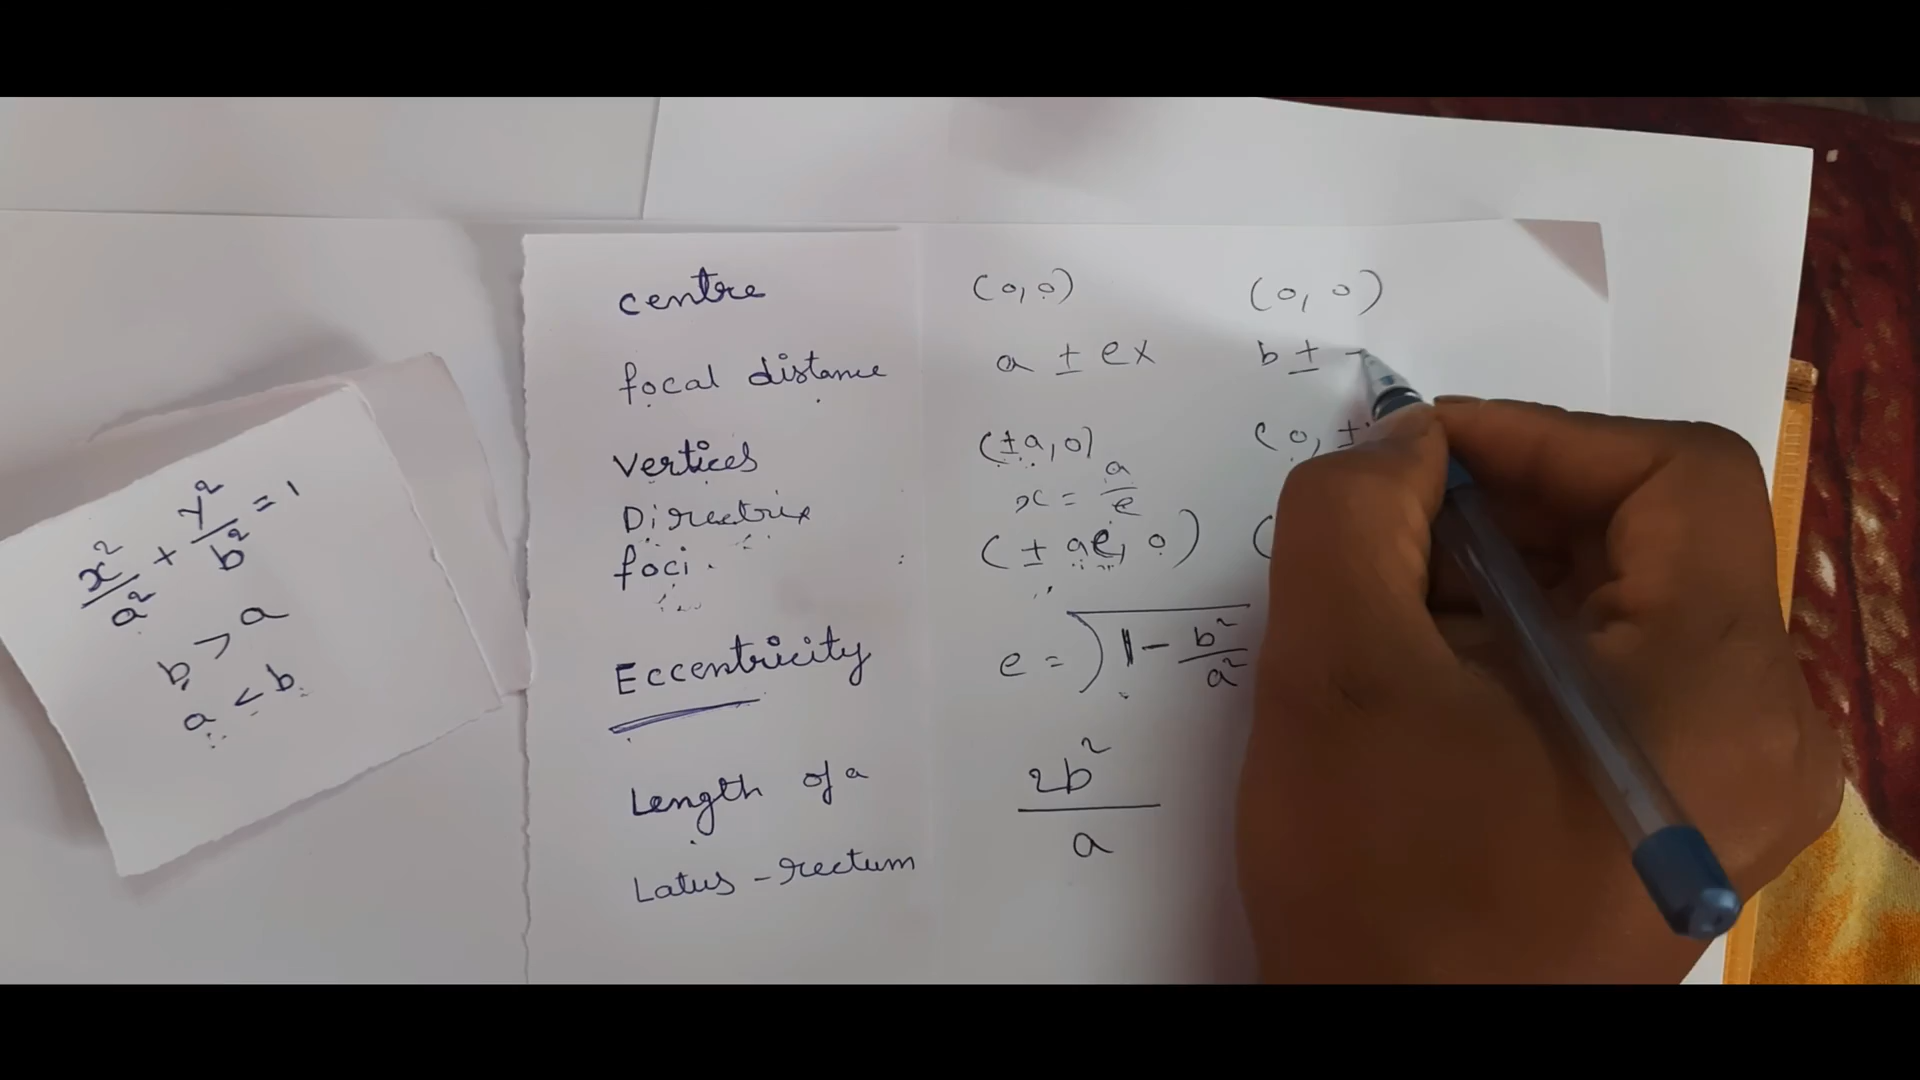 x²/a² + y²/b² = 1
b > a
a < b
centre (0,0) (0, 0)
focal distance a ± ex b ±
Vertices (±a, 0) (0, ±
Directrix x = a/e
foci (± ae, 0) (
Eccentricity e = √(1 - b²/a²)
Length of a 2b²/a
Latus - rectum